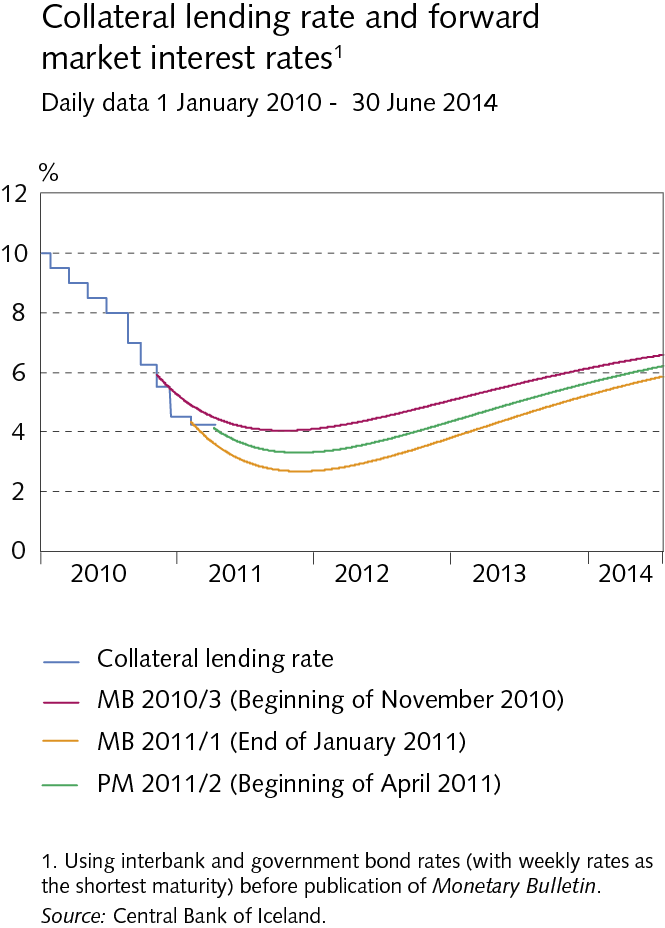 Collateral lending rate and forward
market interest rates¹
Daily data 1 January 2010 - 30 June 2014
%
12
10
8
6
4
2
0
2010 2011 2012 2013 2014
Collateral lending rate
MB 2010/3 (Beginning of November 2010)
MB 2011/1 (End of January 2011)
PM 2011/2 (Beginning of April 2011)
1. Using interbank and government bond rates (with weekly rates as
the shortest maturity) before publication of Monetary Bulletin.
Source: Central Bank of Iceland.